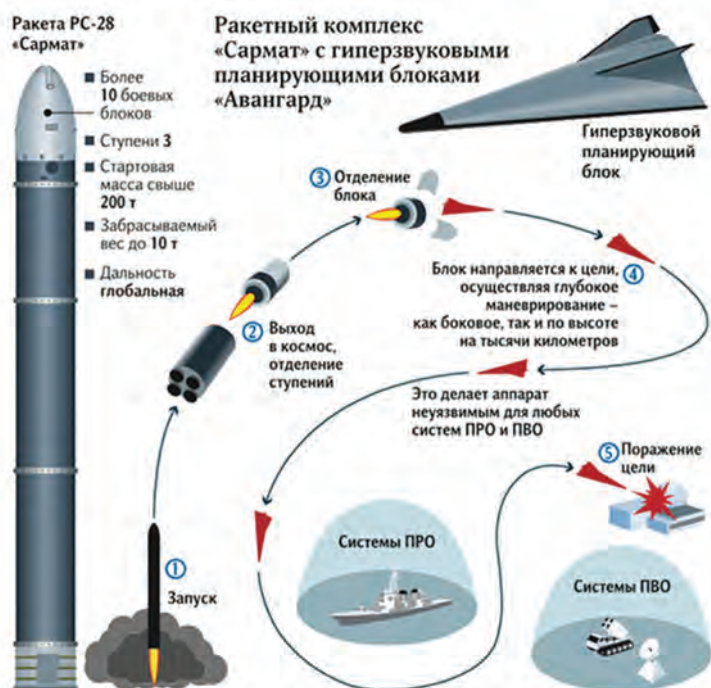 Ракета РС-28
«Сармат»
Более
10 боевых
блоков
Ступени 3
Стартовая
масса свыше
200 т
Забрасываемый
вес до 10 т
Дальность
глобальная
Ракетный комплекс
«Сармат» с гиперзвуковыми
планирующими блоками
«Авангард»
Гиперзвуковой
планирующий
блок
1
Запуск
2 Выход
в космос,
отделение
ступений
3 Отделение
блока
4
Блок направляется к цели,
осуществляя глубокое
маневрирование –
как боковое, так и по высоте
на тысячи километров
Это делает аппарат
неуязвимым для любых
систем ПРО и ПВО
5 Поражение
цели
Системы ПРО
Системы ПВО